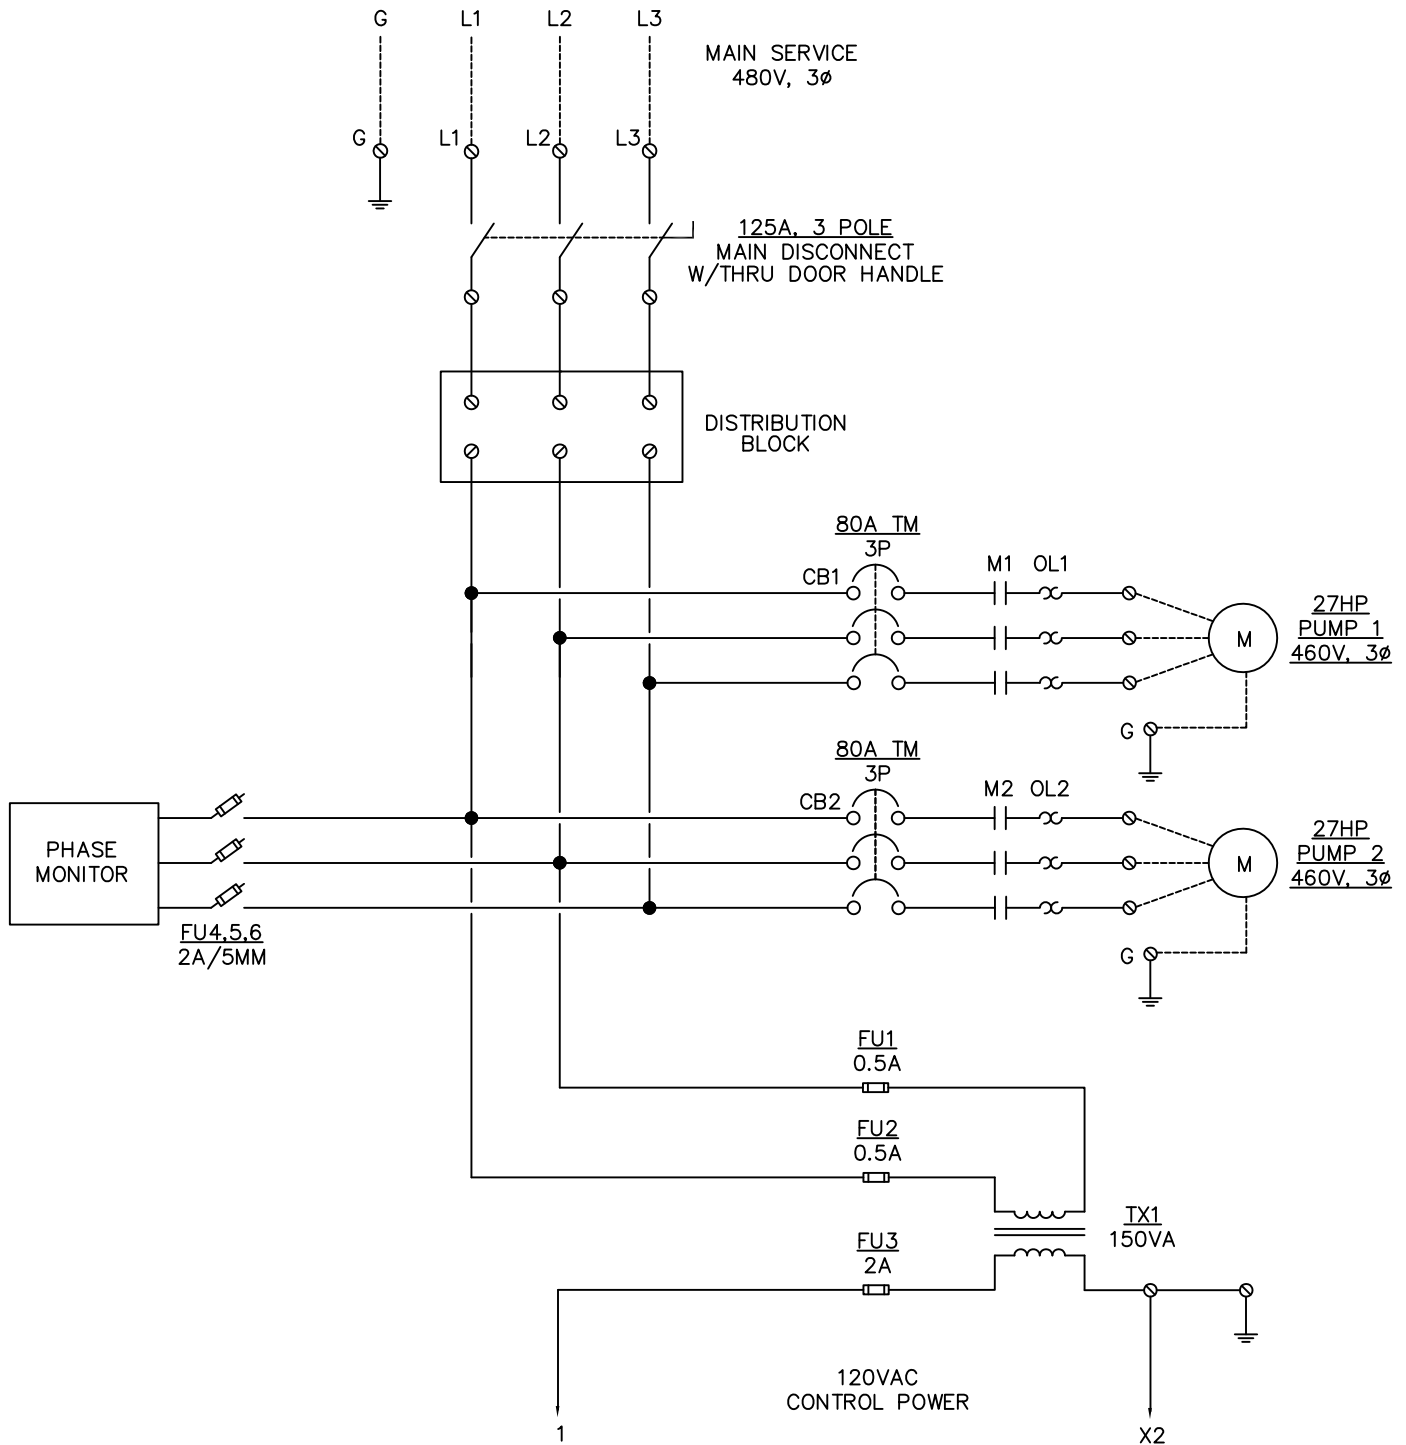 G L1 L2 L3
MAIN SERVICE
480V, 3ø
G L1 L2 L3
125A, 3 POLE
MAIN DISCONNECT
W/THRU DOOR HANDLE
DISTRIBUTION
BLOCK
80A TM
3P
CB1
M1 OL1
M
27HP
PUMP 1
460V, 3ø
G
80A TM
3P
CB2
M2 OL2
M
27HP
PUMP 2
460V, 3ø
G
PHASE
MONITOR
FU4,5,6
2A/5MM
FU1
0.5A
FU2
0.5A
TX1
150VA
FU3
2A
120VAC
CONTROL POWER
1
X2